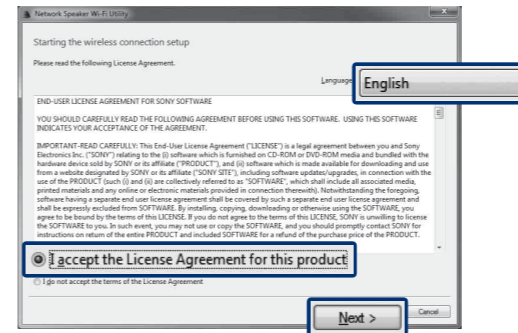 Network Speaker Wi-Fi Utility
Starting the wireless connection setup
Please read the following License Agreement.
Language
English
END-USER LICENSE AGREEMENT FOR SONY SOFTWARE
YOU SHOULD CAREFULLY READ THE FOLLOWING AGREEMENT BEFORE USING THIS SOFTWARE. USING THIS SOFTWARE
INDICATES YOUR ACCEPTANCE OF THE AGREEMENT.
IMPORTANT-READ CAREFULLY: This End-User License Agreement ("LICENSE") is a legal agreement between you and Sony
Electronics Inc. ("SONY") relating to the (i) software which is furnished on CD-ROM or DVD-ROM media and bundled with the
hardware device sold by SONY or its affiliate ("PRODUCT"), and (ii) software which is made available for downloading and use
from a website designated by SONY or its affiliate ("SONY SITE"), including software updates/upgrades, in connection with the
use of the PRODUCT (such (i) and (ii) are collectively referred to as "SOFTWARE", which shall include all associated media,
printed materials and any online or electronic materials provided in connection therewith). Notwithstanding the foregoing,
software having a separate end user license agreement shall be covered by such a separate end user license agreement and
shall be expressly excluded from SOFTWARE. By installing, copying, downloading or otherwise using the SOFTWARE, you
agree to be bound by the terms of this LICENSE. If you do not agree to the terms of this LICENSE, SONY is unwilling to license
the SOFTWARE to you. In such event, you may not use or copy the SOFTWARE, and you should promptly contact SONY for
instructions on return of the entire PRODUCT and included SOFTWARE for a refund of the purchase price of the PRODUCT.
I accept the License Agreement for this product
I do not accept the terms of the License Agreement
Next >
Cancel